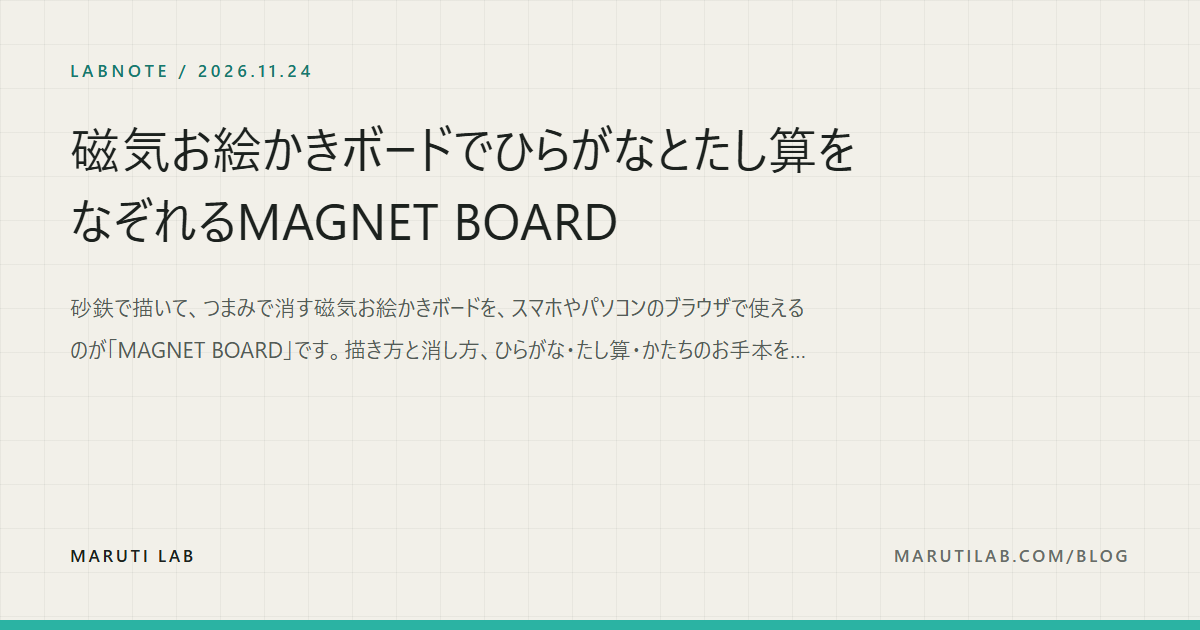 LABNOTE / 2026.11.24
磁気お絵かきボードでひらがなとたし算を
なぞれるMAGNET BOARD
砂鉄で描いて、つまみで消す磁気お絵かきボードを、スマホやパソコンのブラウザで使える
のが「MAGNET BOARD」です。描き方と消し方、ひらがな・たし算・かたちのお手本を...
MARUTI LAB
MARUTILAB.COM/BLOG